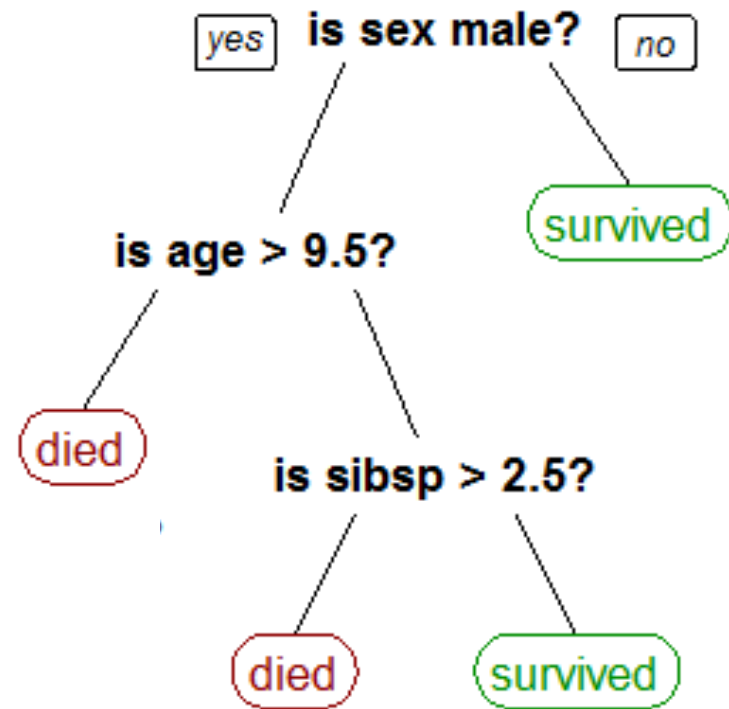 yes is sex male? no
survived
is age > 9.5?
died
is sibsp > 2.5?
died survived